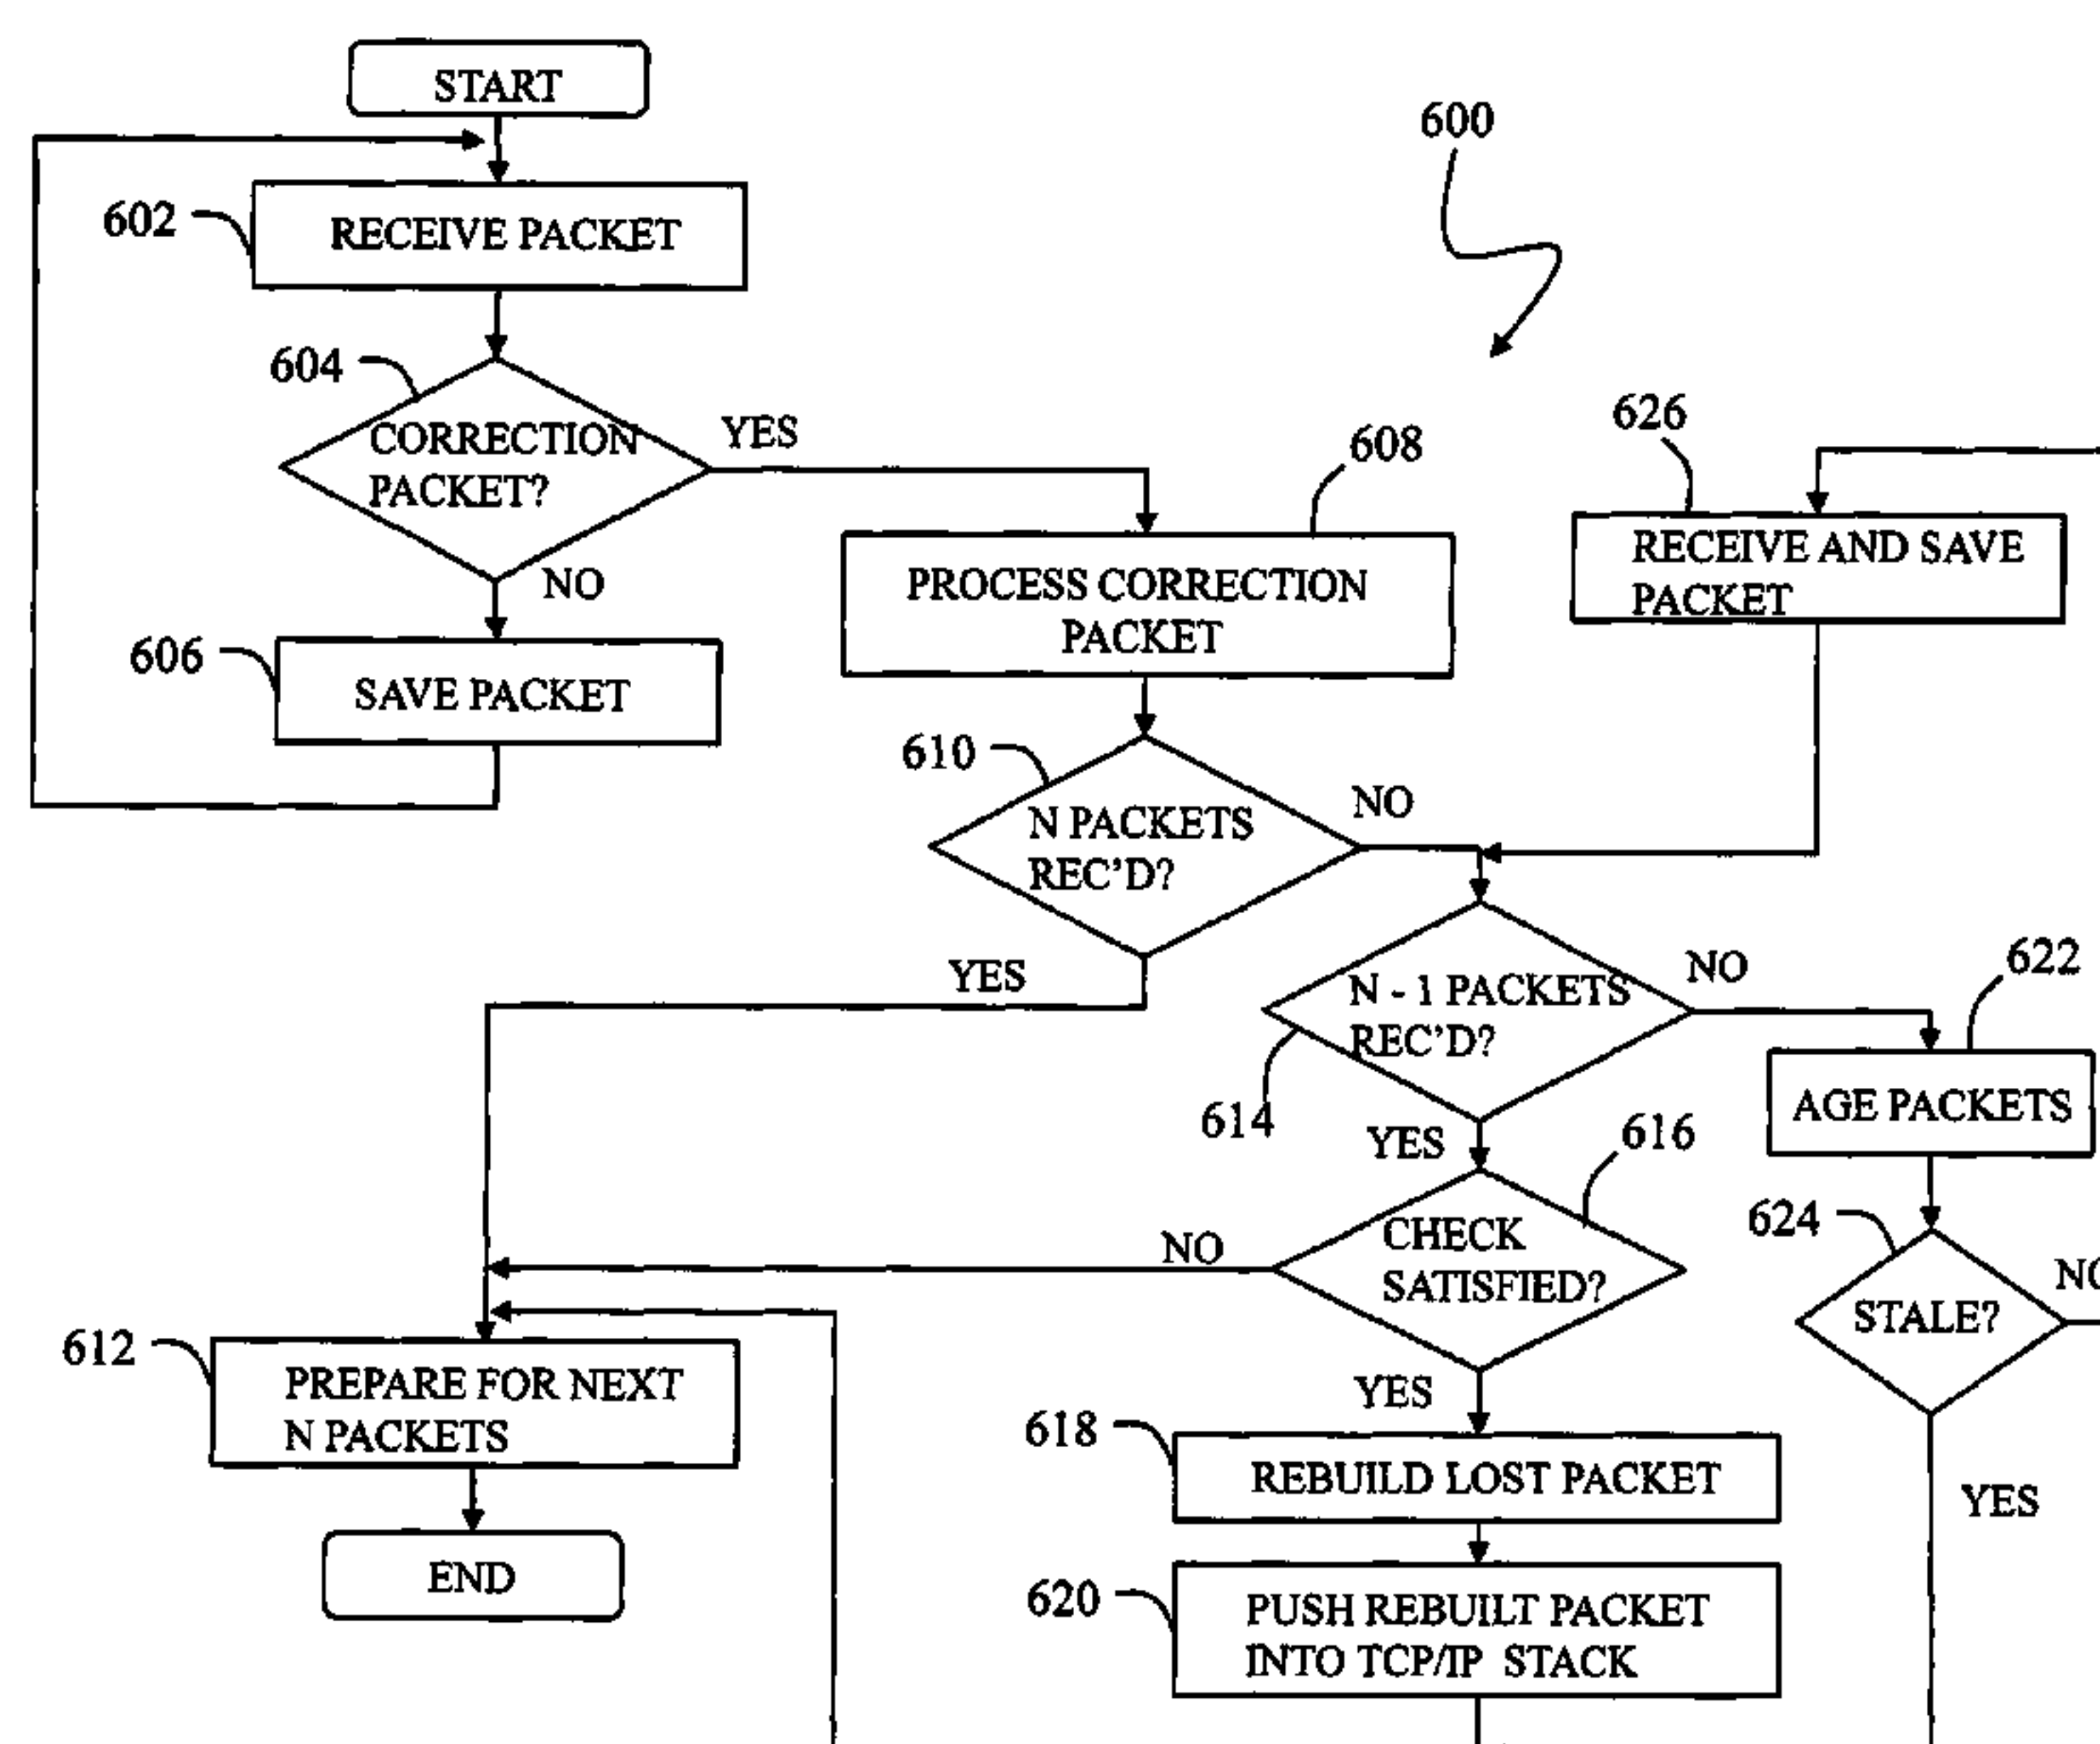 START
600
602
RECEIVE PACKET
604
CORRECTION
PACKET?
YES
NO
606
SAVE PACKET
608
PROCESS CORRECTION
PACKET
626
RECEIVE AND SAVE
PACKET
610
N PACKETS
REC'D?
NO
YES
N - 1 PACKETS
REC'D?
614
NO
YES
622
AGE PACKETS
616
CHECK
SATISFIED?
NO
YES
624
STALE?
YES
612
PREPARE FOR NEXT
N PACKETS
END
618
REBUILD LOST PACKET
620
PUSH REBUILT PACKET
INTO TCP/IP STACK